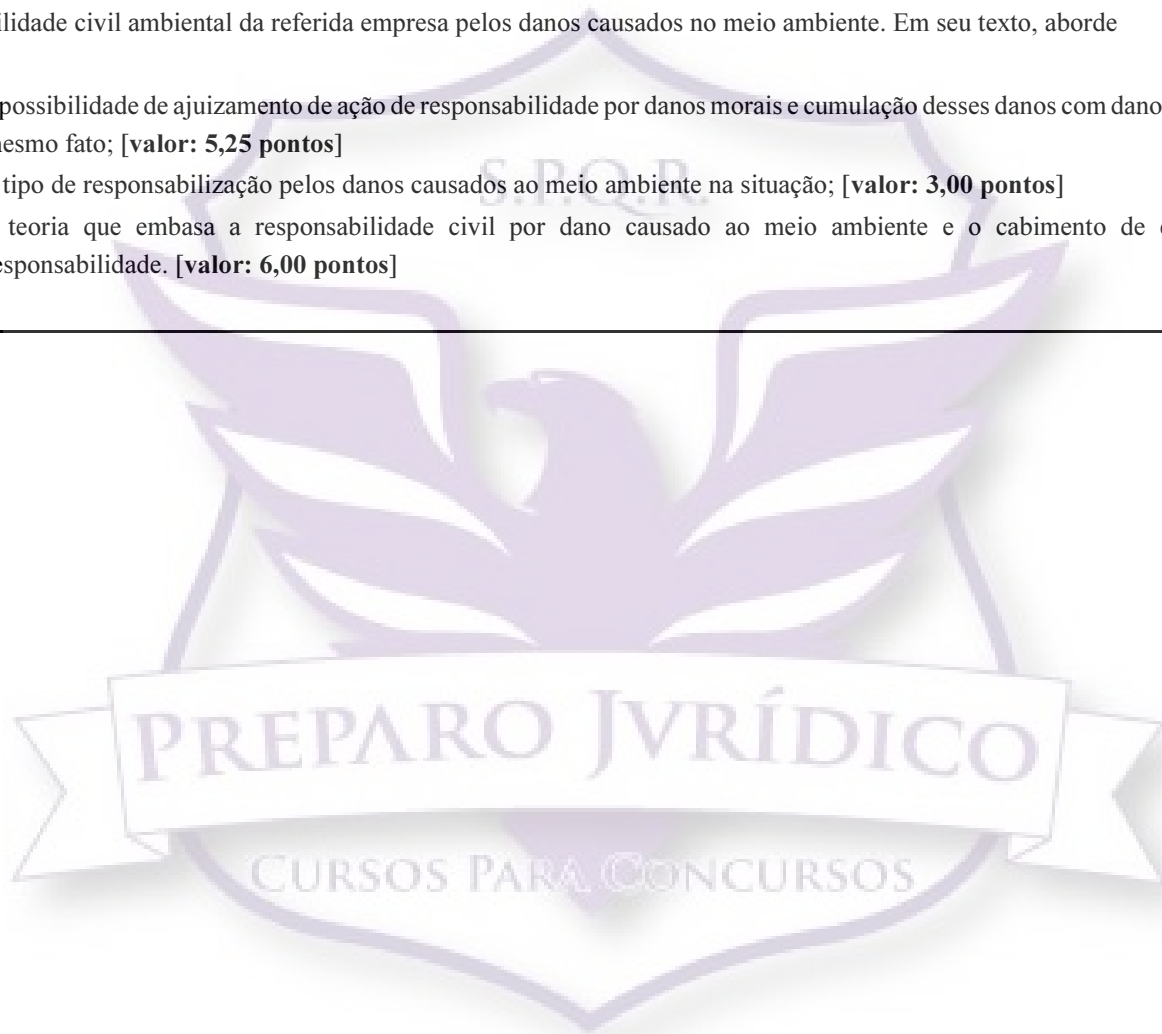 ilidade civil ambiental da referida empresa pelos danos causados no meio ambiente. Em seu texto, aborde
possibilidade de ajuizamento de ação de responsabilidade por danos morais e cumulação desses danos com dano
mesmo fato; [valor: 5,25 pontos]
S.P.Q.R.
tipo de responsabilização pelos danos causados ao meio ambiente na situação; [valor: 3,00 pontos]
teoria que embasa a responsabilidade civil por dano causado ao meio ambiente e o cabimento de
esponsabilidade. [valor: 6,00 pontos]
PREPARO JVRÍDICO
CURSOS PARA CONCURSOS